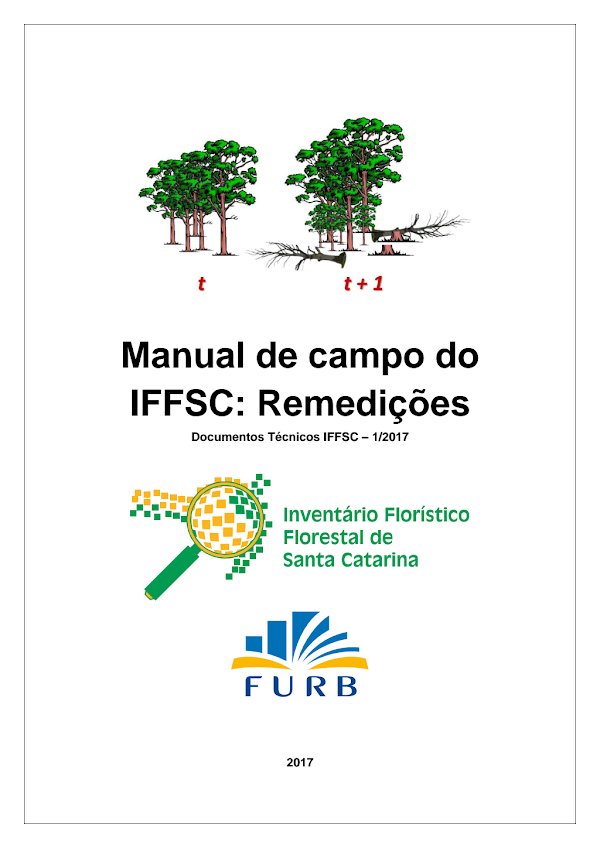 t
t + 1
Manual de campo do
IFFSC: Remedições
Documentos Técnicos IFFSC – 1/2017
Inventário Florístico
Florestal de
Santa Catarina
FURB
2017